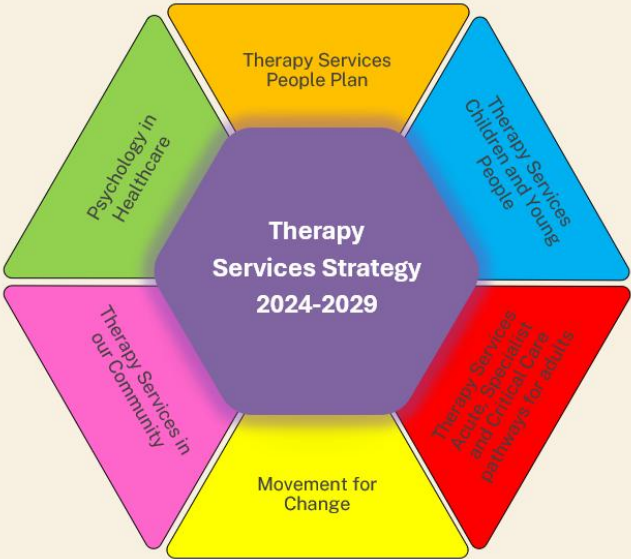 Therapy Services
People Plan
Therapy Services
Children and Young
People
Therapy Services
Acute, Specialist
and Critical Care
pathways for adults
Movement for
Change
Therapy Services in
our Community
Psychology in
Healthcare
Therapy
Services Strategy
2024-2029